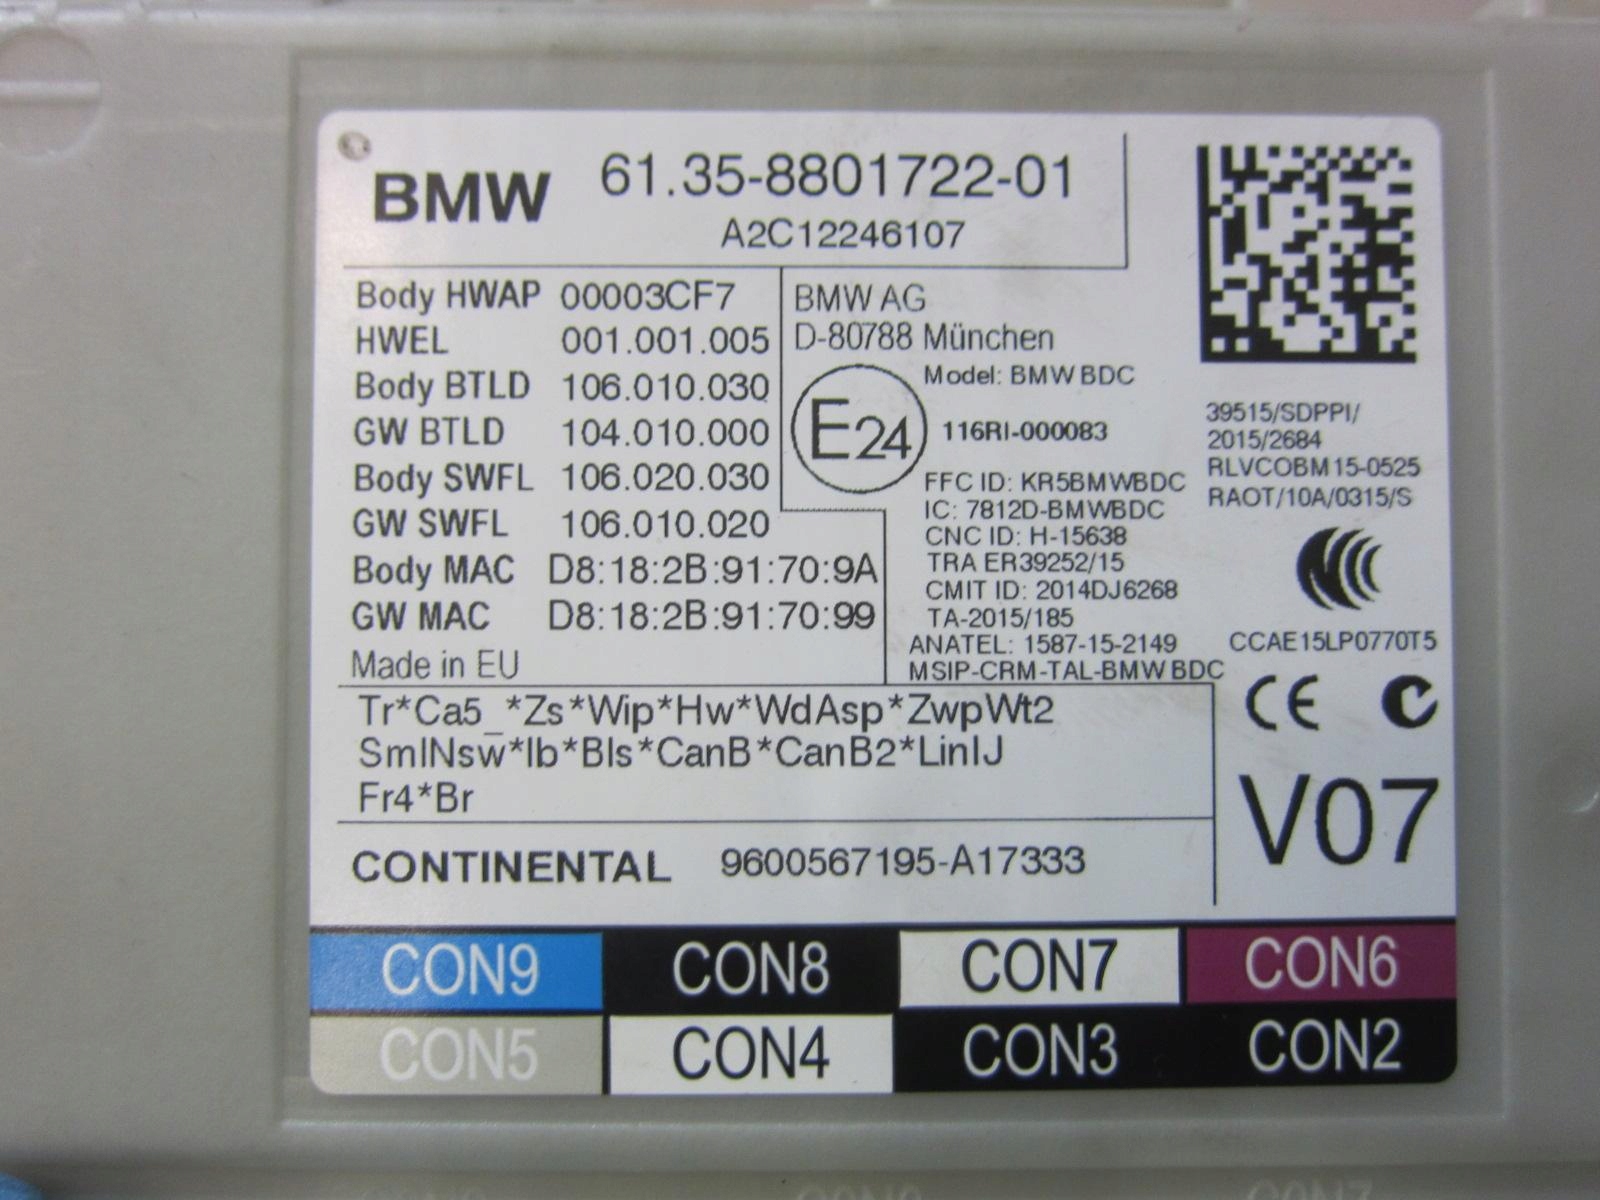 BMW 61.35-8801722-01
A2C12246107
Body HWAP 00003CF7
HWEL 001.001.005
Body BTLD 106.010.030
GW BTLD 104.010.000
Body SWFL 106.020.030
GW SWFL 106.010.020
Body MAC D8:18:2B:91:70:9A
GW MAC D8:18:2B:91:70:99
Made in EU
BMW AG
D-80788 München
Model: BMW BDC
E24
116RI-000083
FFC ID: KR5BMWBDC
IC: 7812D-BMWBDC
CNC ID: H-15638
TRA ER39252/15
CMIT ID: 2014DJ6268
TA-2015/185
ANATEL: 1587-15-2149
MSIP-CRM-TAL-BMW BDC
39515/SDPPI/
2015/2684
RLVCOBM15-0525
RAOT/10A/0315/S
CCAE15LP0770T5
CE
V07
Tr*Ca5_*Zs*Wip*Hw*WdAsp*ZwpWt2
SmlNsw*Ib*Bls*CanB*CanB2*LinIJ
Fr4*Br
CONTINENTAL 9600567195-A17333
CON9 CON8 CON7 CON6
CON5 CON4 CON3 CON2